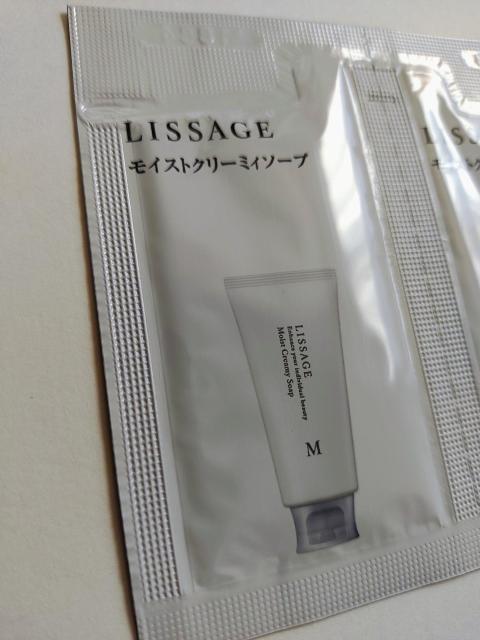 LISSAGE
モイストクリーミィソープ
LISSAGE
Enhance your individual beauty
Moist Creamy Soap
M
LISS